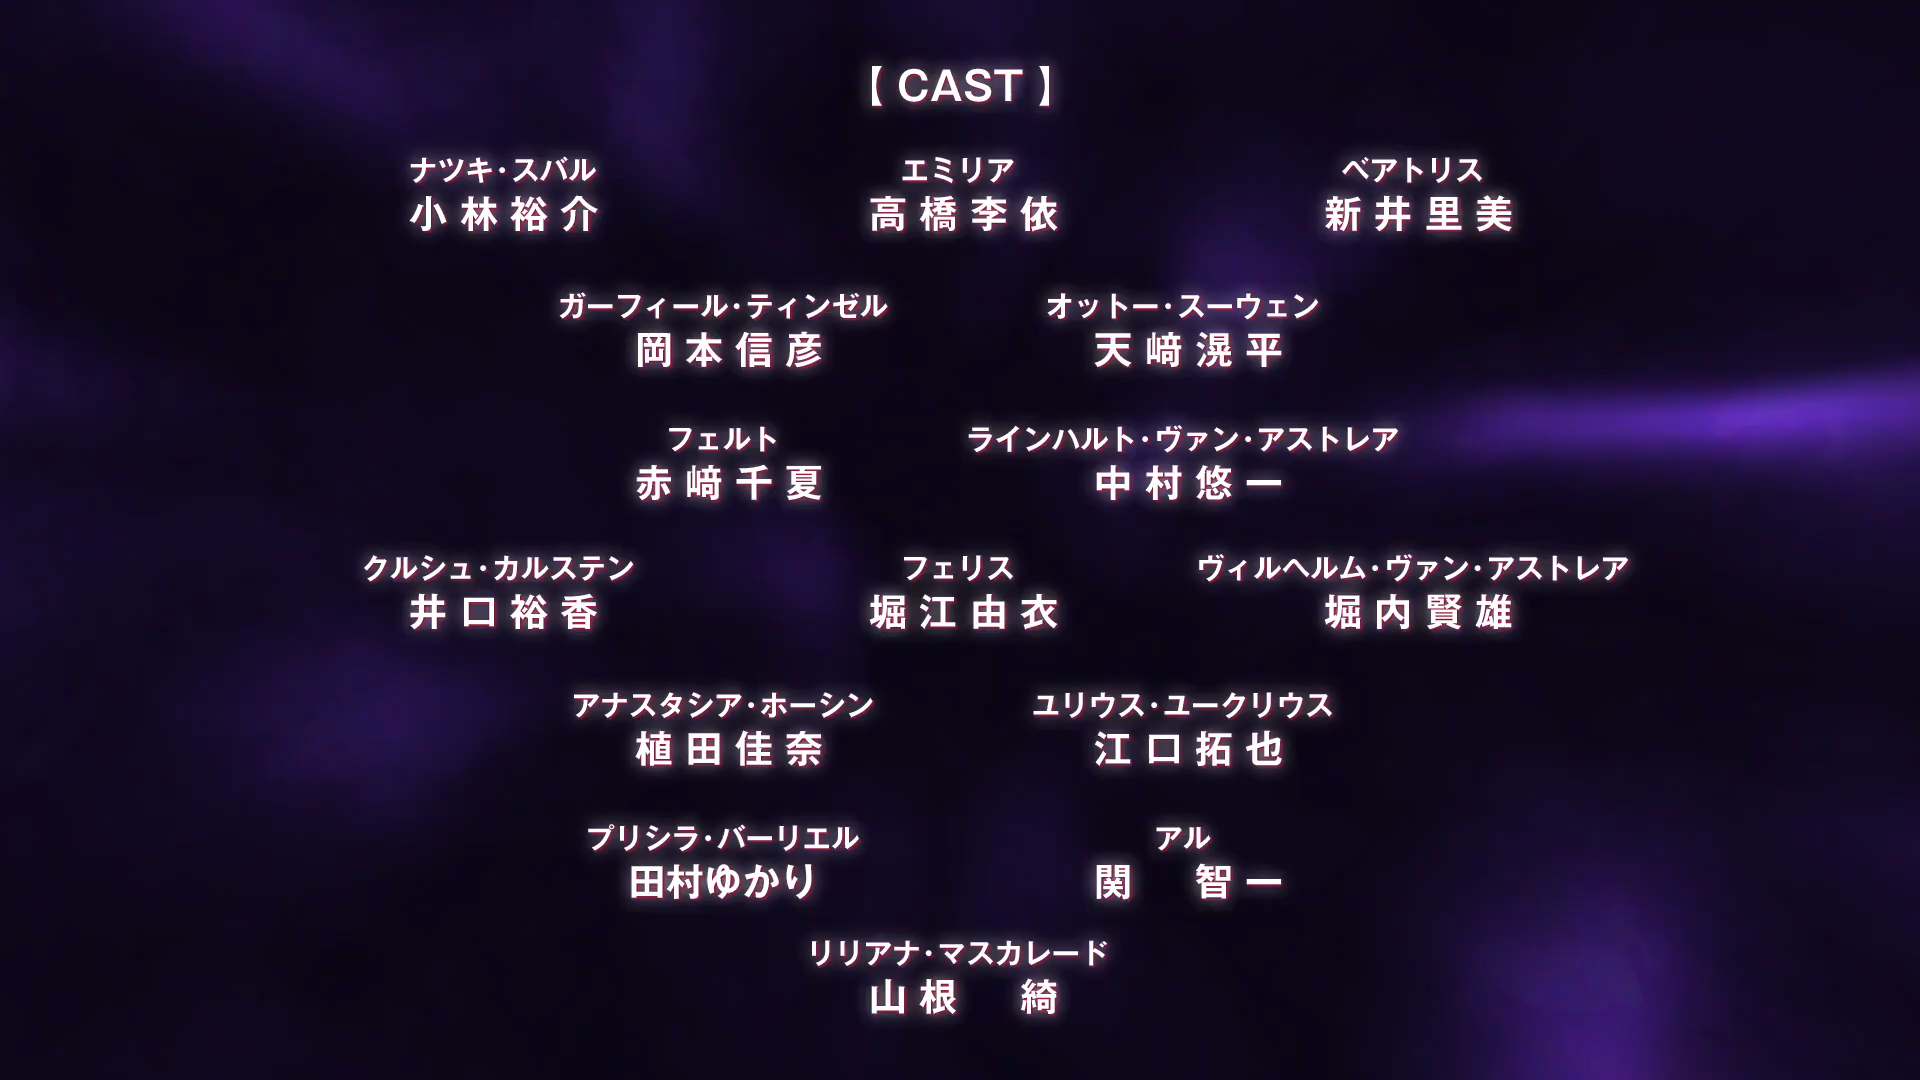 【 CAST 】
ナツキ・スバル
小林裕介
エミリア
高橋李依
ベアトリス
新井里美
ガーフィール・ティンゼル
岡本信彦
オットー・スーウェン
天﨑滉平
フェルト
赤﨑千夏
ラインハルト・ヴァン・アストレア
中村悠一
クルシュ・カルステン
井口裕香
フェリス
堀江由衣
ヴィルヘルム・ヴァン・アストレア
堀内賢雄
アナスタシア・ホーシン
植田佳奈
ユリウス・ユークリウス
江口拓也
プリシラ・バーリエル
田村ゆかり
アル
関　智一
リリアナ・マスカレード
山根　綺